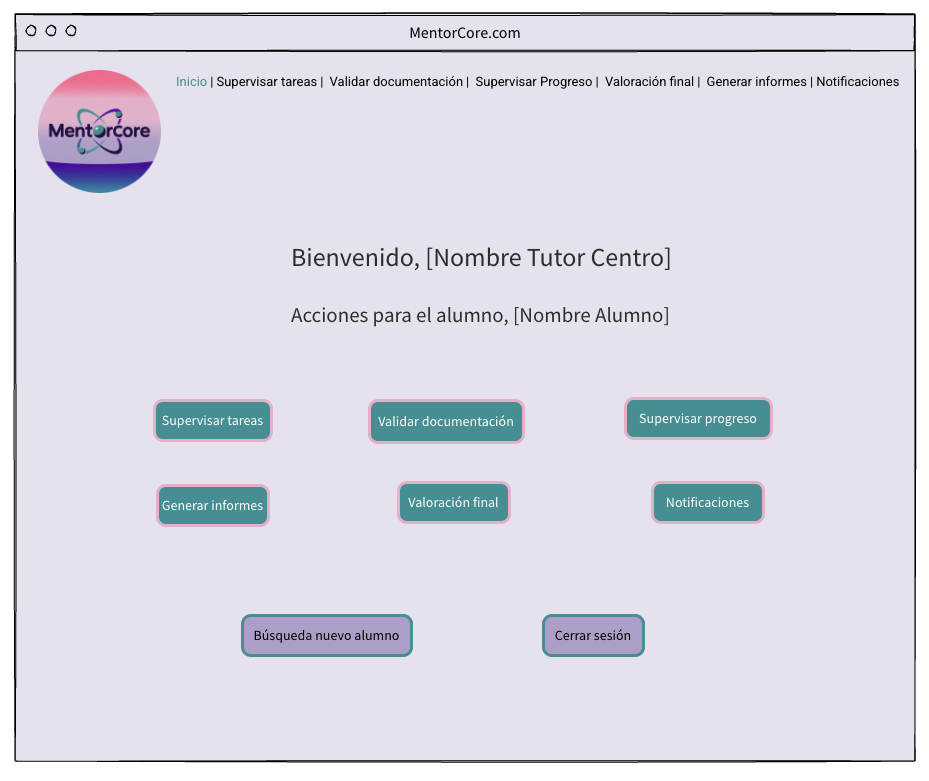 MentorCore.com
Inicio | Supervisar tareas | Validar documentación | Supervisar Progreso | Valoración final | Generar informes | Notificaciones
MentorCore
Bienvenido, [Nombre Tutor Centro]
Acciones para el alumno, [Nombre Alumno]
Supervisar tareas
Validar documentación
Supervisar progreso
Generar informes
Valoración final
Notificaciones
Búsqueda nuevo alumno
Cerrar sesión